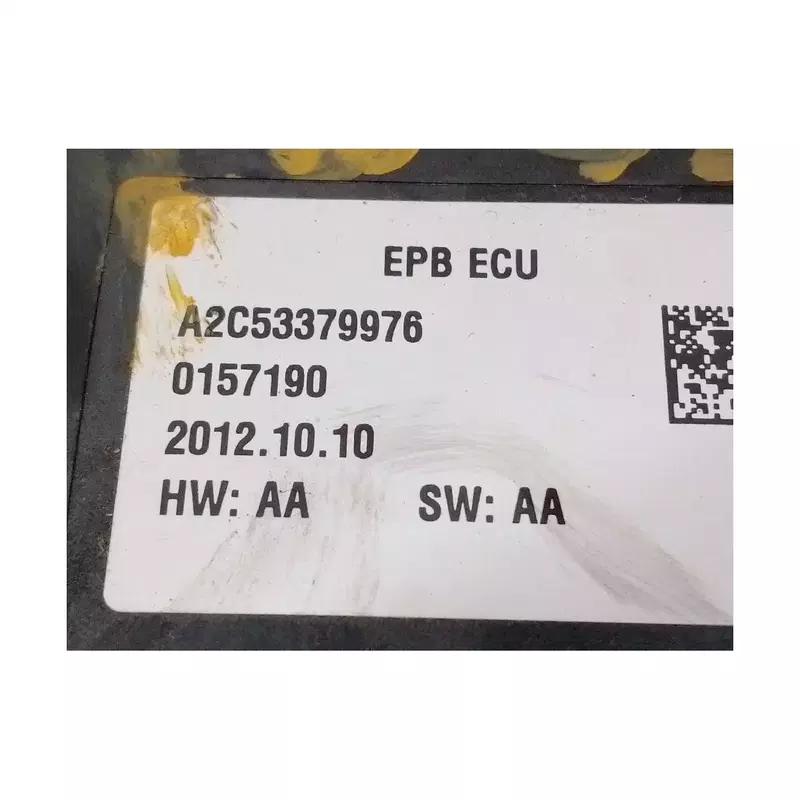 EPB ECU
A2C53379976
0157190
2012.10.10
HW: AA SW: AA